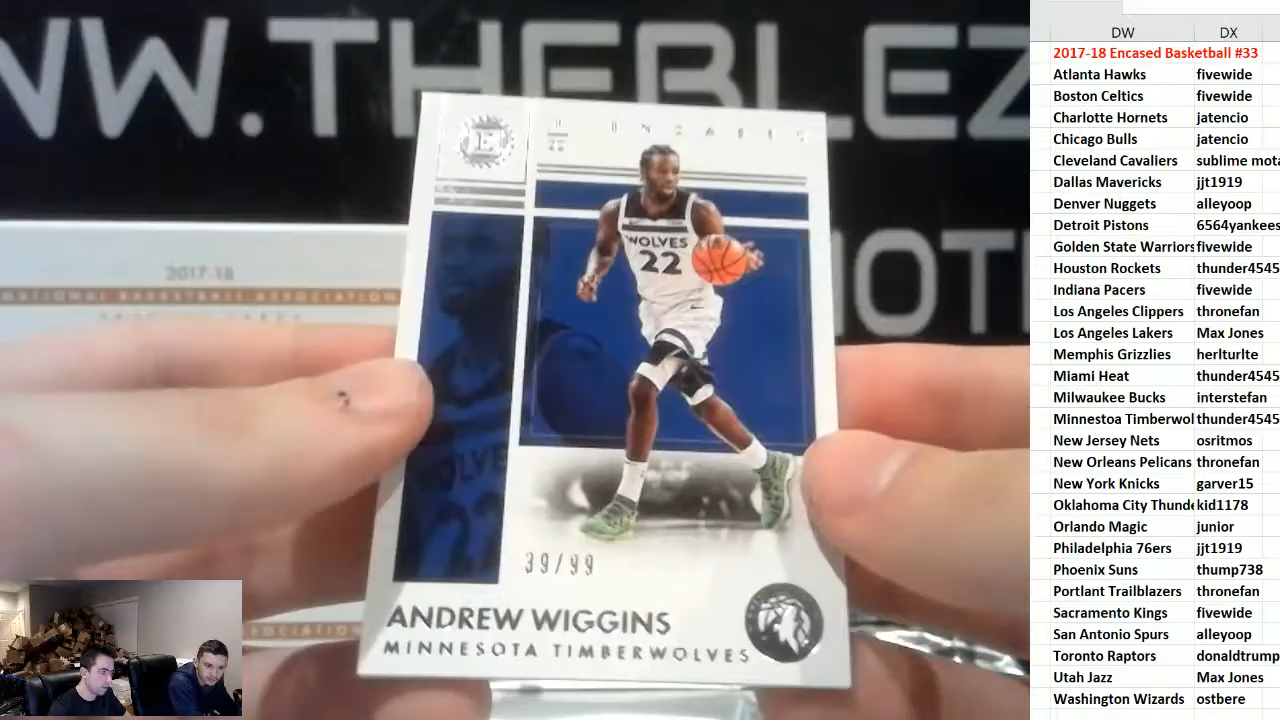 WW.THEBLEZ
OTI
2017-18
NATIONAL BASKETBALL ASSOCIATION
E
ENCASED
WOLVES
22
39/99
ANDREW WIGGINS
MINNESOTA TIMBERWOLVES
DW DX
2017-18 Encased Basketball #33
Atlanta Hawks fivewide
Boston Celtics fivewide
Charlotte Hornets jatencio
Chicago Bulls jatencio
Cleveland Cavaliers sublime mota
Dallas Mavericks jjt1919
Denver Nuggets alleyoop
Detroit Pistons 6564yankees
Golden State Warriors fivewide
Houston Rockets thunder4545
Indiana Pacers fivewide
Los Angeles Clippers thronefan
Los Angeles Lakers Max Jones
Memphis Grizzlies herlturlte
Miami Heat thunder4545
Milwaukee Bucks interstefan
Minnestoa Timberwol thunder4545
New Jersey Nets osritmos
New Orleans Pelicans thronefan
New York Knicks garver15
Oklahoma City Thunde kid1178
Orlando Magic junior
Philadelphia 76ers jjt1919
Phoenix Suns thump738
Portlant Trailblazers thronefan
Sacramento Kings fivewide
San Antonio Spurs alleyoop
Toronto Raptors donaldtrump
Utah Jazz Max Jones
Washington Wizards ostbere